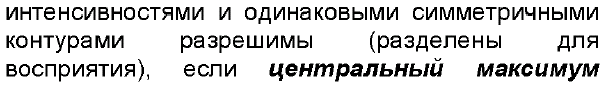 интенсивностями и одинаковыми симметричными
контурами разрешимы (разделены для
восприятия), если центральный максимум